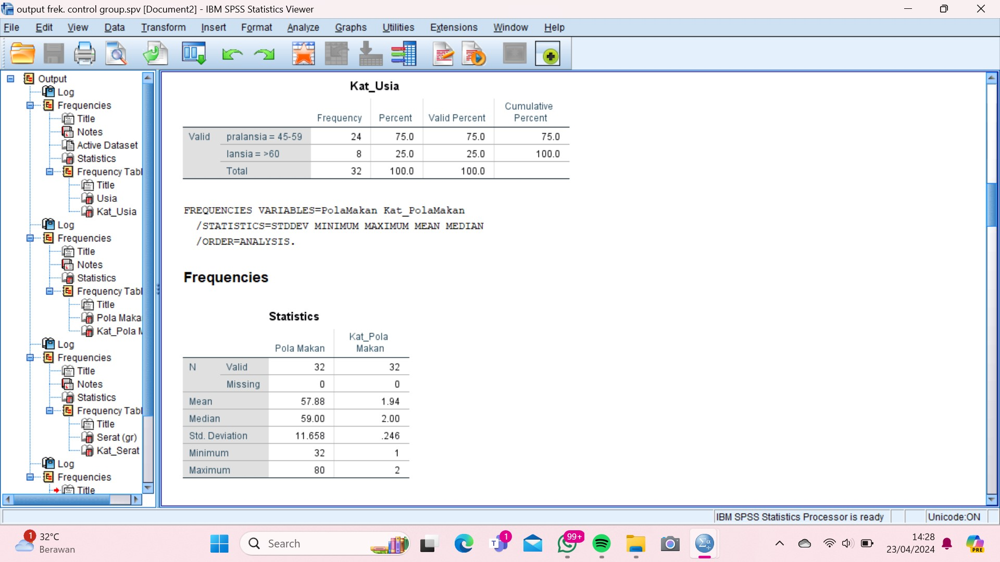 output frek. control group.spv [Document2] - IBM SPSS Statistics Viewer
File Edit View Data Transform Insert Format Analyze Graphs Utilities Extensions Window Help
Output
Log
Frequencies
Title
Notes
Active Dataset
Statistics
Frequency Tabl
Title
Usia
Kat_Usia
Log
Frequencies
Title
Notes
Statistics
Frequency Tabl
Title
Pola Maka
Kat_Pola M
Log
Frequencies
Title
Notes
Statistics
Frequency Tabl
Title
Serat (gr)
Kat_Serat
Log
Frequencies
Title
Kat_Usia
Frequency Percent Valid Percent Cumulative Percent
Valid pralansia = 45-59 24 75.0 75.0 75.0
lansia = >60 8 25.0 25.0 100.0
Total 32 100.0 100.0
FREQUENCIES VARIABLES=PolaMakan Kat_PolaMakan
/STATISTICS=STDDEV MINIMUM MAXIMUM MEAN MEDIAN
/ORDER=ANALYSIS.
Frequencies
Statistics
Pola Makan Kat_Pola Makan
N Valid 32 32
Missing 0 0
Mean 57.88 1.94
Median 59.00 2.00
Std. Deviation 11.658 .246
Minimum 32 1
Maximum 80 2
IBM SPSS Statistics Processor is ready Unicode:ON
1 32°C
Berawan
Search
T 1
99+
Σα
14:28
23/04/2024
PRE